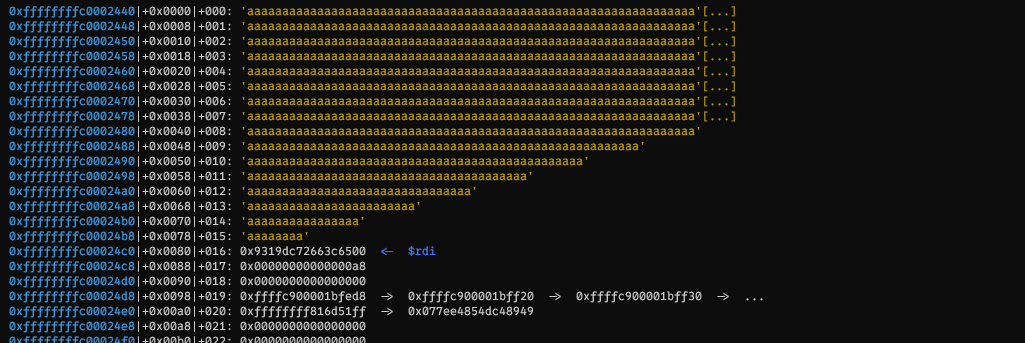 0xffffffffc0002440|+0x0000|+000: 'aaaaaaaaaaaaaaaaaaaaaaaaaaaaaaaaaaaaaaaaaaaaaaaaaaaaaaaaaaaaaaaa'[...]
0xffffffffc0002448|+0x0008|+001: 'aaaaaaaaaaaaaaaaaaaaaaaaaaaaaaaaaaaaaaaaaaaaaaaaaaaaaaaaaaaaaaaa'[...]
0xffffffffc0002450|+0x0010|+002: 'aaaaaaaaaaaaaaaaaaaaaaaaaaaaaaaaaaaaaaaaaaaaaaaaaaaaaaaaaaaaaaaa'[...]
0xffffffffc0002458|+0x0018|+003: 'aaaaaaaaaaaaaaaaaaaaaaaaaaaaaaaaaaaaaaaaaaaaaaaaaaaaaaaaaaaaaaaa'[...]
0xffffffffc0002460|+0x0020|+004: 'aaaaaaaaaaaaaaaaaaaaaaaaaaaaaaaaaaaaaaaaaaaaaaaaaaaaaaaaaaaaaaaa'[...]
0xffffffffc0002468|+0x0028|+005: 'aaaaaaaaaaaaaaaaaaaaaaaaaaaaaaaaaaaaaaaaaaaaaaaaaaaaaaaaaaaaaaaa'[...]
0xffffffffc0002470|+0x0030|+006: 'aaaaaaaaaaaaaaaaaaaaaaaaaaaaaaaaaaaaaaaaaaaaaaaaaaaaaaaaaaaaaaaa'[...]
0xffffffffc0002478|+0x0038|+007: 'aaaaaaaaaaaaaaaaaaaaaaaaaaaaaaaaaaaaaaaaaaaaaaaaaaaaaaaaaaaaaaaa'[...]
0xffffffffc0002480|+0x0040|+008: 'aaaaaaaaaaaaaaaaaaaaaaaaaaaaaaaaaaaaaaaaaaaaaaaaaaaaaaaaaaaaaaaa'
0xffffffffc0002488|+0x0048|+009: 'aaaaaaaaaaaaaaaaaaaaaaaaaaaaaaaaaaaaaaaaaaaaaaaaaaaaaaaa'
0xffffffffc0002490|+0x0050|+010: 'aaaaaaaaaaaaaaaaaaaaaaaaaaaaaaaaaaaaaaaaaaaaaaaa'
0xffffffffc0002498|+0x0058|+011: 'aaaaaaaaaaaaaaaaaaaaaaaaaaaaaaaaaaaaaaaa'
0xffffffffc00024a0|+0x0060|+012: 'aaaaaaaaaaaaaaaaaaaaaaaaaaaaaaaa'
0xffffffffc00024a8|+0x0068|+013: 'aaaaaaaaaaaaaaaaaaaaaaaa'
0xffffffffc00024b0|+0x0070|+014: 'aaaaaaaaaaaaaaaa'
0xffffffffc00024b8|+0x0078|+015: 'aaaaaaaa'
0xffffffffc00024c0|+0x0080|+016: 0x9319dc72663c6500  <-  $rdi
0xffffffffc00024c8|+0x0088|+017: 0x00000000000000a8
0xffffffffc00024d0|+0x0090|+018: 0x0000000000000000
0xffffffffc00024d8|+0x0098|+019: 0xffffc900001bfed8  ->  0xffffc900001bff20  ->  0xffffc900001bff30  ->  ...
0xffffffffc00024e0|+0x00a0|+020: 0xffffffff816d51ff  ->  0x077ee4854dc48949
0xffffffffc00024e8|+0x00a8|+021: 0x0000000000000000
0xffffffffc00024f0|+0x00b0|+022: 0x0000000000000000